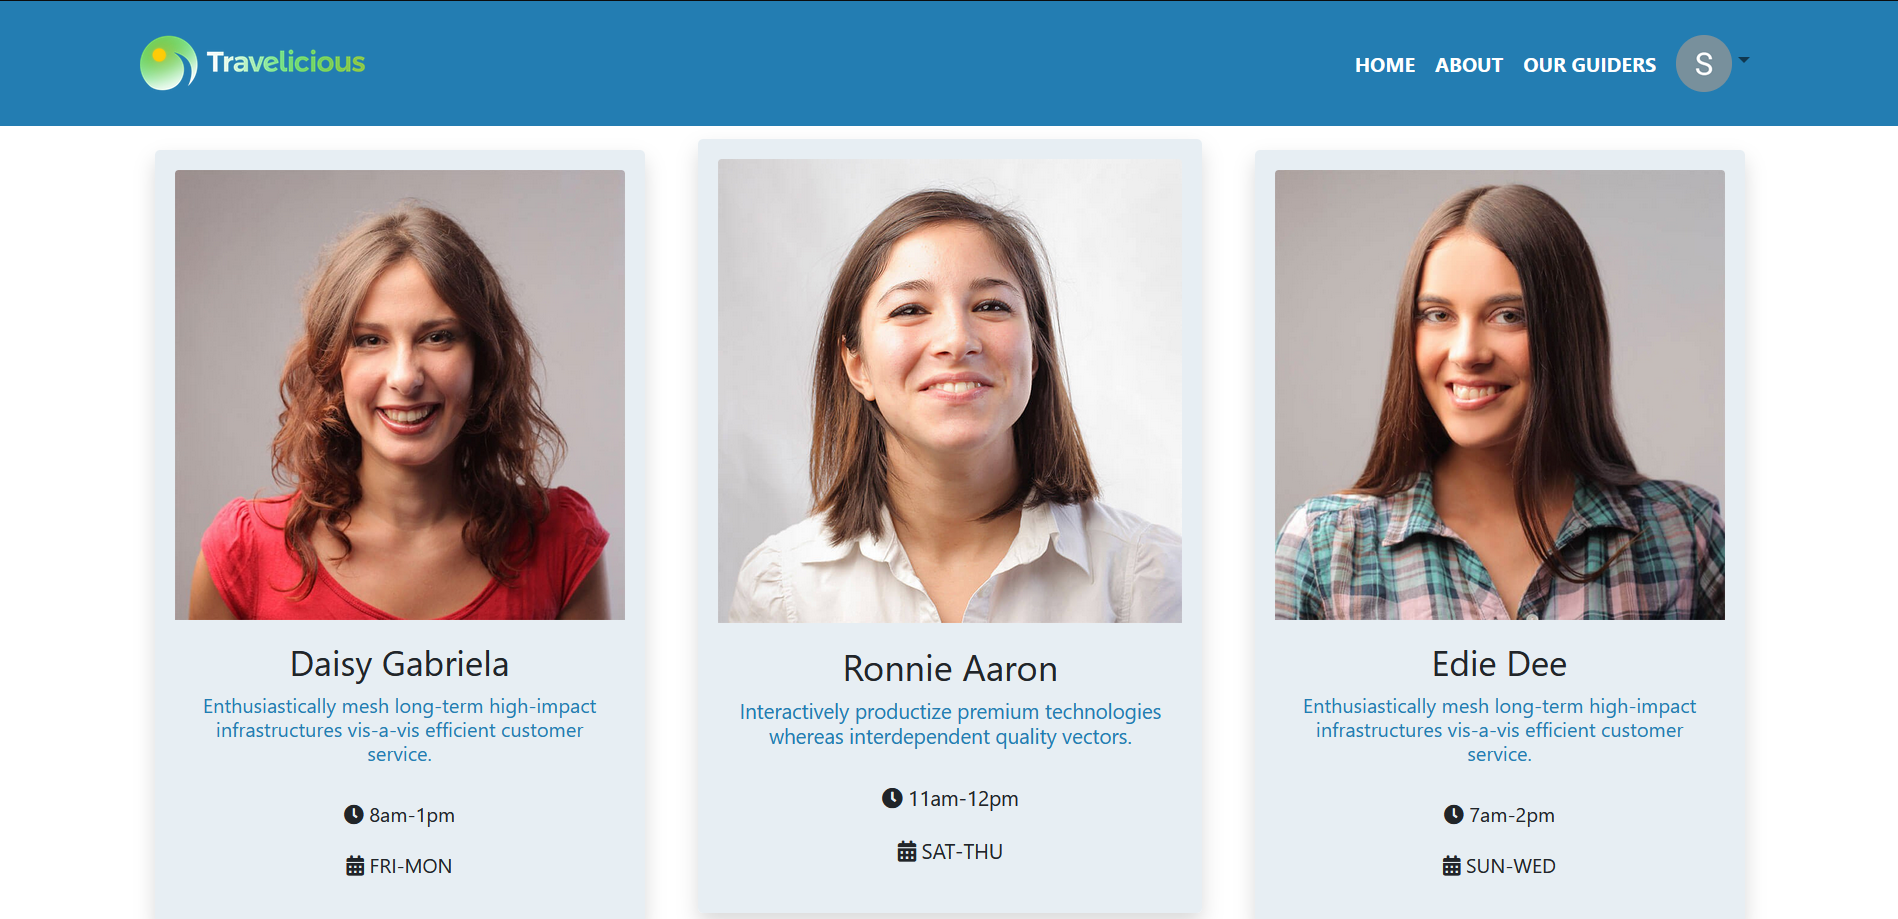 Travelicious
HOME ABOUT OUR GUIDERS S
Daisy Gabriela
Enthusiastically mesh long-term high-impact
infrastructures vis-a-vis efficient customer
service.
8am-1pm
FRI-MON
Ronnie Aaron
Interactively productize premium technologies
whereas interdependent quality vectors.
11am-12pm
SAT-THU
Edie Dee
Enthusiastically mesh long-term high-impact
infrastructures vis-a-vis efficient customer
service.
7am-2pm
SUN-WED